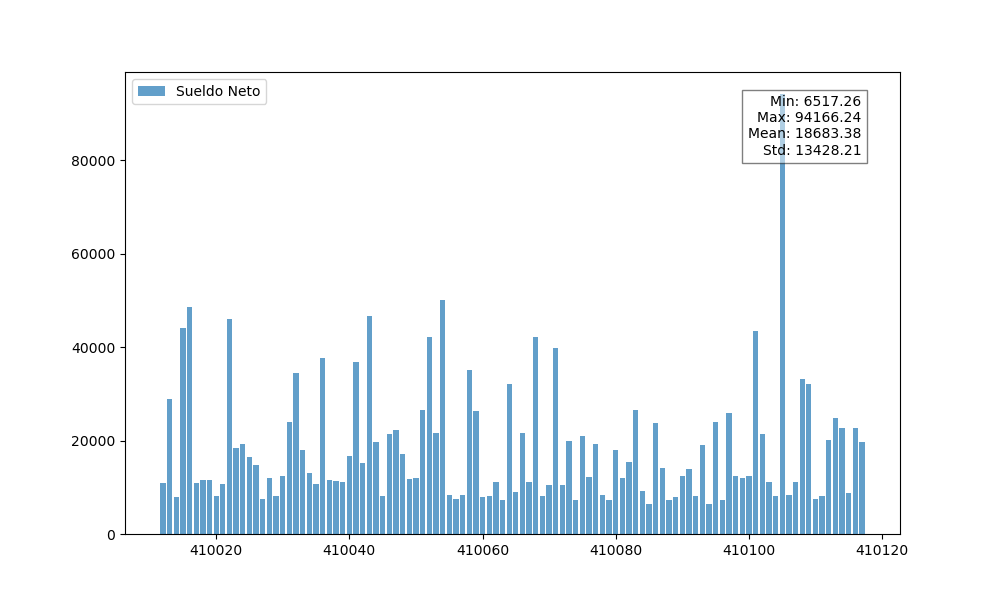 Sueldo Neto
Min: 6517.26
Max: 94166.24
Mean: 18683.38
Std: 13428.21
80000
60000
40000
20000
0
410020 410040 410060 410080 410100 410120